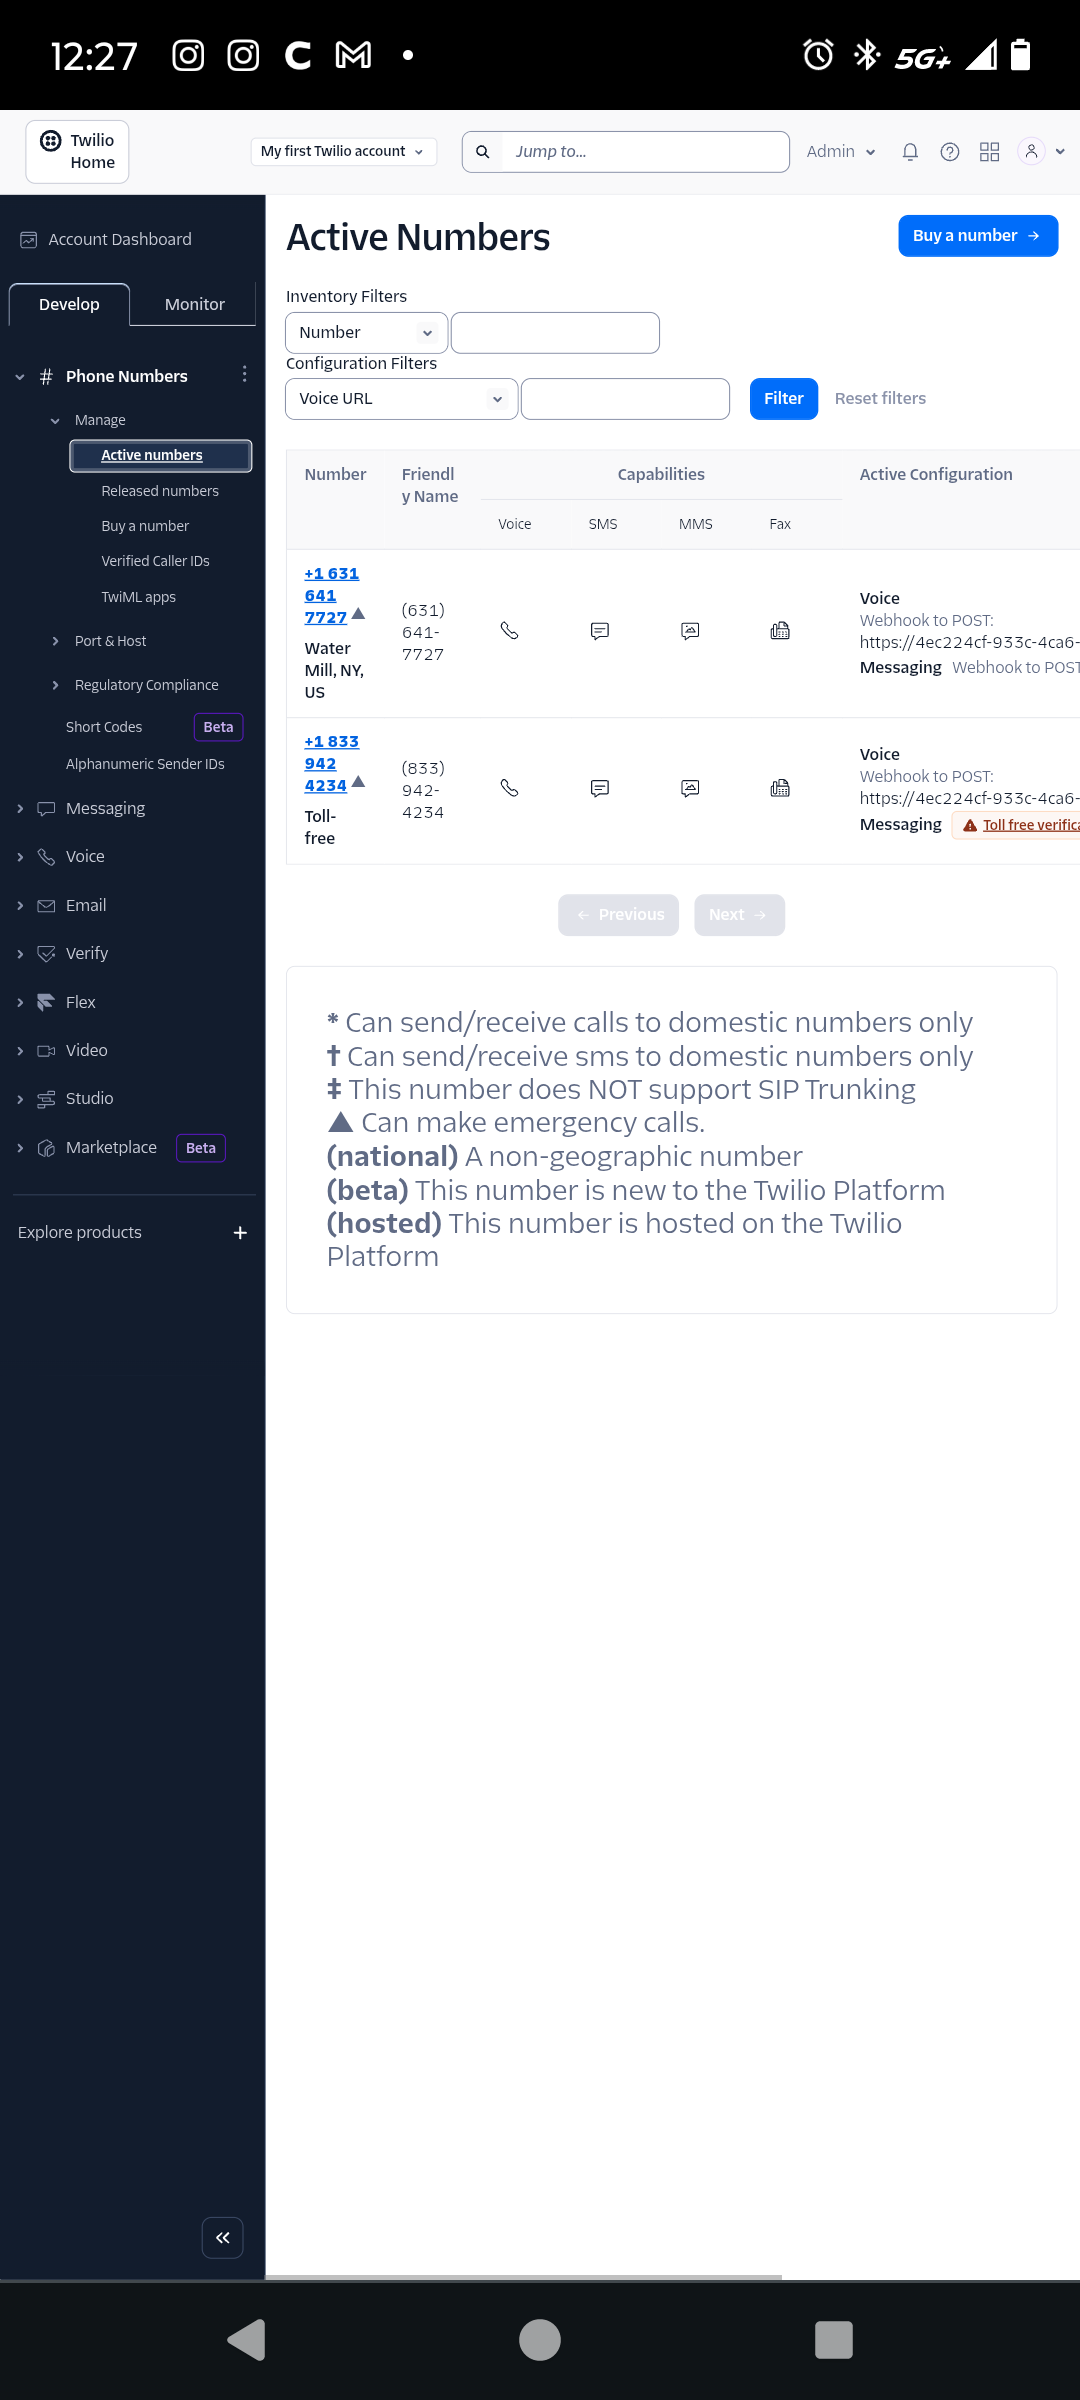 12:27
5G+
Twilio
Home
My first Twilio account
Jump to...
Admin
Account Dashboard
Develop
Monitor
# Phone Numbers
Manage
Active numbers
Released numbers
Buy a number
Verified Caller IDs
TwiML apps
Port & Host
Regulatory Compliance
Short Codes Beta
Alphanumeric Sender IDs
Messaging
Voice
Email
Verify
Flex
Video
Studio
Marketplace Beta
Explore products +
Active Numbers
Buy a number →
Inventory Filters
Number
Configuration Filters
Voice URL
Filter
Reset filters
Number
Friendl
y Name
Capabilities
Active Configuration
Voice SMS MMS Fax
+1 631
641
7727 ▲
Water
Mill, NY,
US
(631)
641-
7727
Voice
Webhook to POST:
https://4ec224cf-933c-4ca6-
Messaging Webhook to POST
+1 833
942
4234 ▲
Toll-
free
(833)
942-
4234
Voice
Webhook to POST:
https://4ec224cf-933c-4ca6-
Messaging Toll free verifica
← Previous
Next →
* Can send/receive calls to domestic numbers only
† Can send/receive sms to domestic numbers only
‡ This number does NOT support SIP Trunking
▲ Can make emergency calls.
(national) A non-geographic number
(beta) This number is new to the Twilio Platform
(hosted) This number is hosted on the Twilio
Platform